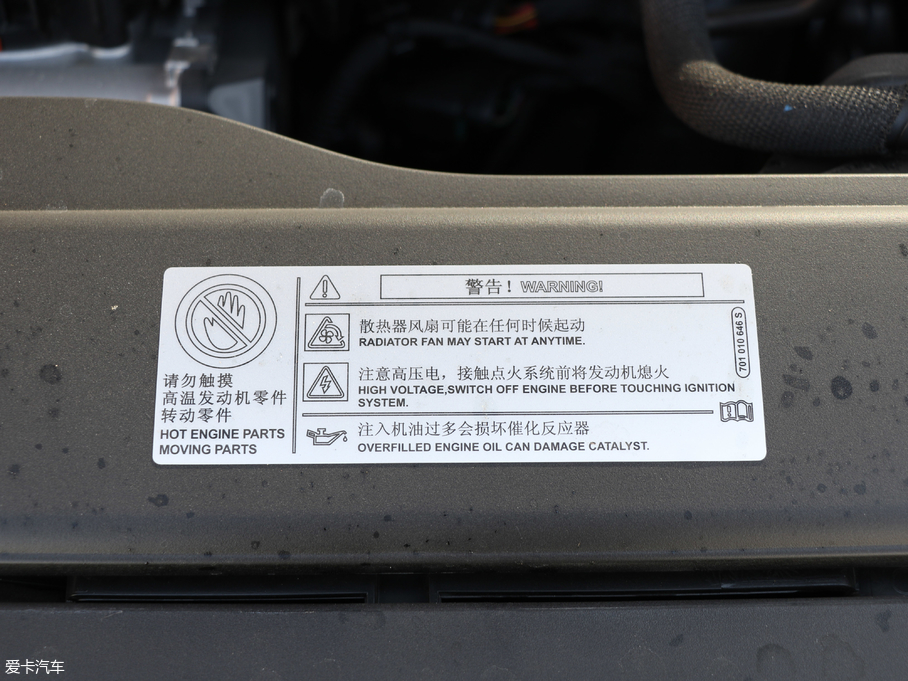 请勿触摸
高温发动机零件
转动零件
HOT ENGINE PARTS
MOVING PARTS
警告！WARNING!
散热器风扇可能在任何时候起动
RADIATOR FAN MAY START AT ANYTIME.
注意高压电，接触点火系统前将发动机熄火
HIGH VOLTAGE,SWITCH OFF ENGINE BEFORE TOUCHING IGNITION
SYSTEM.
注入机油过多会损坏催化反应器
OVERFILLED ENGINE OIL CAN DAMAGE CATALYST.
701 010 646 S
爱卡汽车